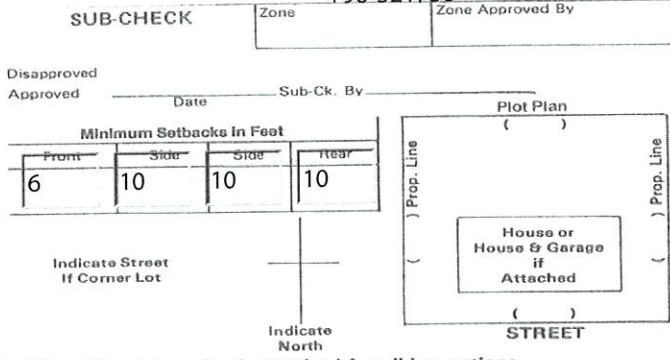 SUB-CHECK
Zone
Zone Approved By
Disapproved
Approved
Date
Sub-Ck. By
Plot Plan
Minimum Setbacks in Feet
Front Side Side Rear
6 10 10 10
( )
( ) Prop. Line
( ) Prop. Line
House or
House & Garage
if
Attached
Indicate Street
If Corner Lot
( )
Indicate
North
STREET